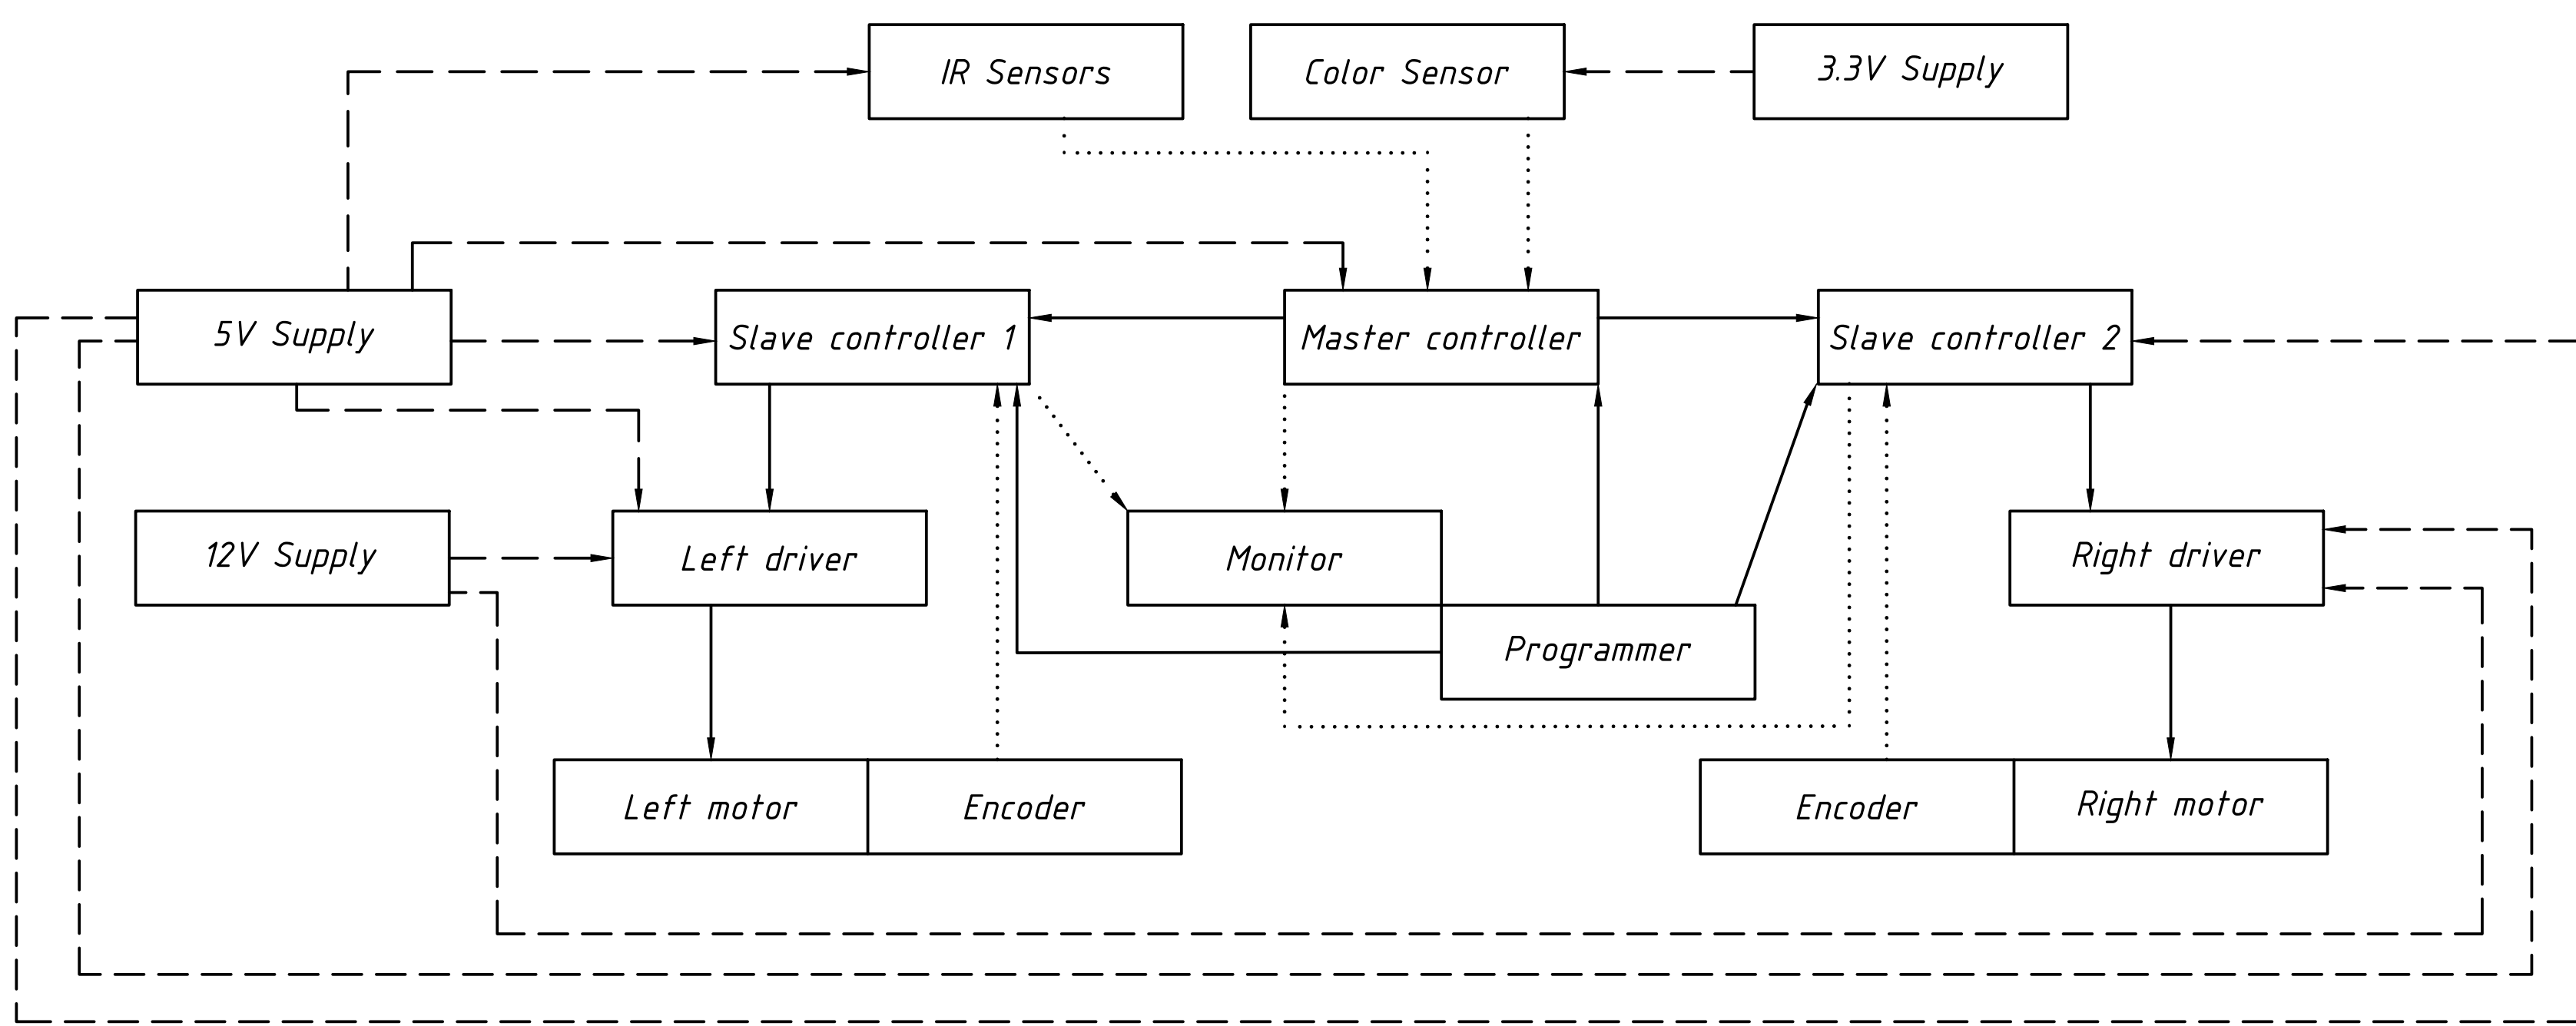 IR Sensors
Color Sensor
3.3V Supply
5V Supply
Slave controller 1
Master controller
Slave controller 2
12V Supply
Left driver
Monitor
Right driver
Programmer
Left motor
Encoder
Encoder
Right motor